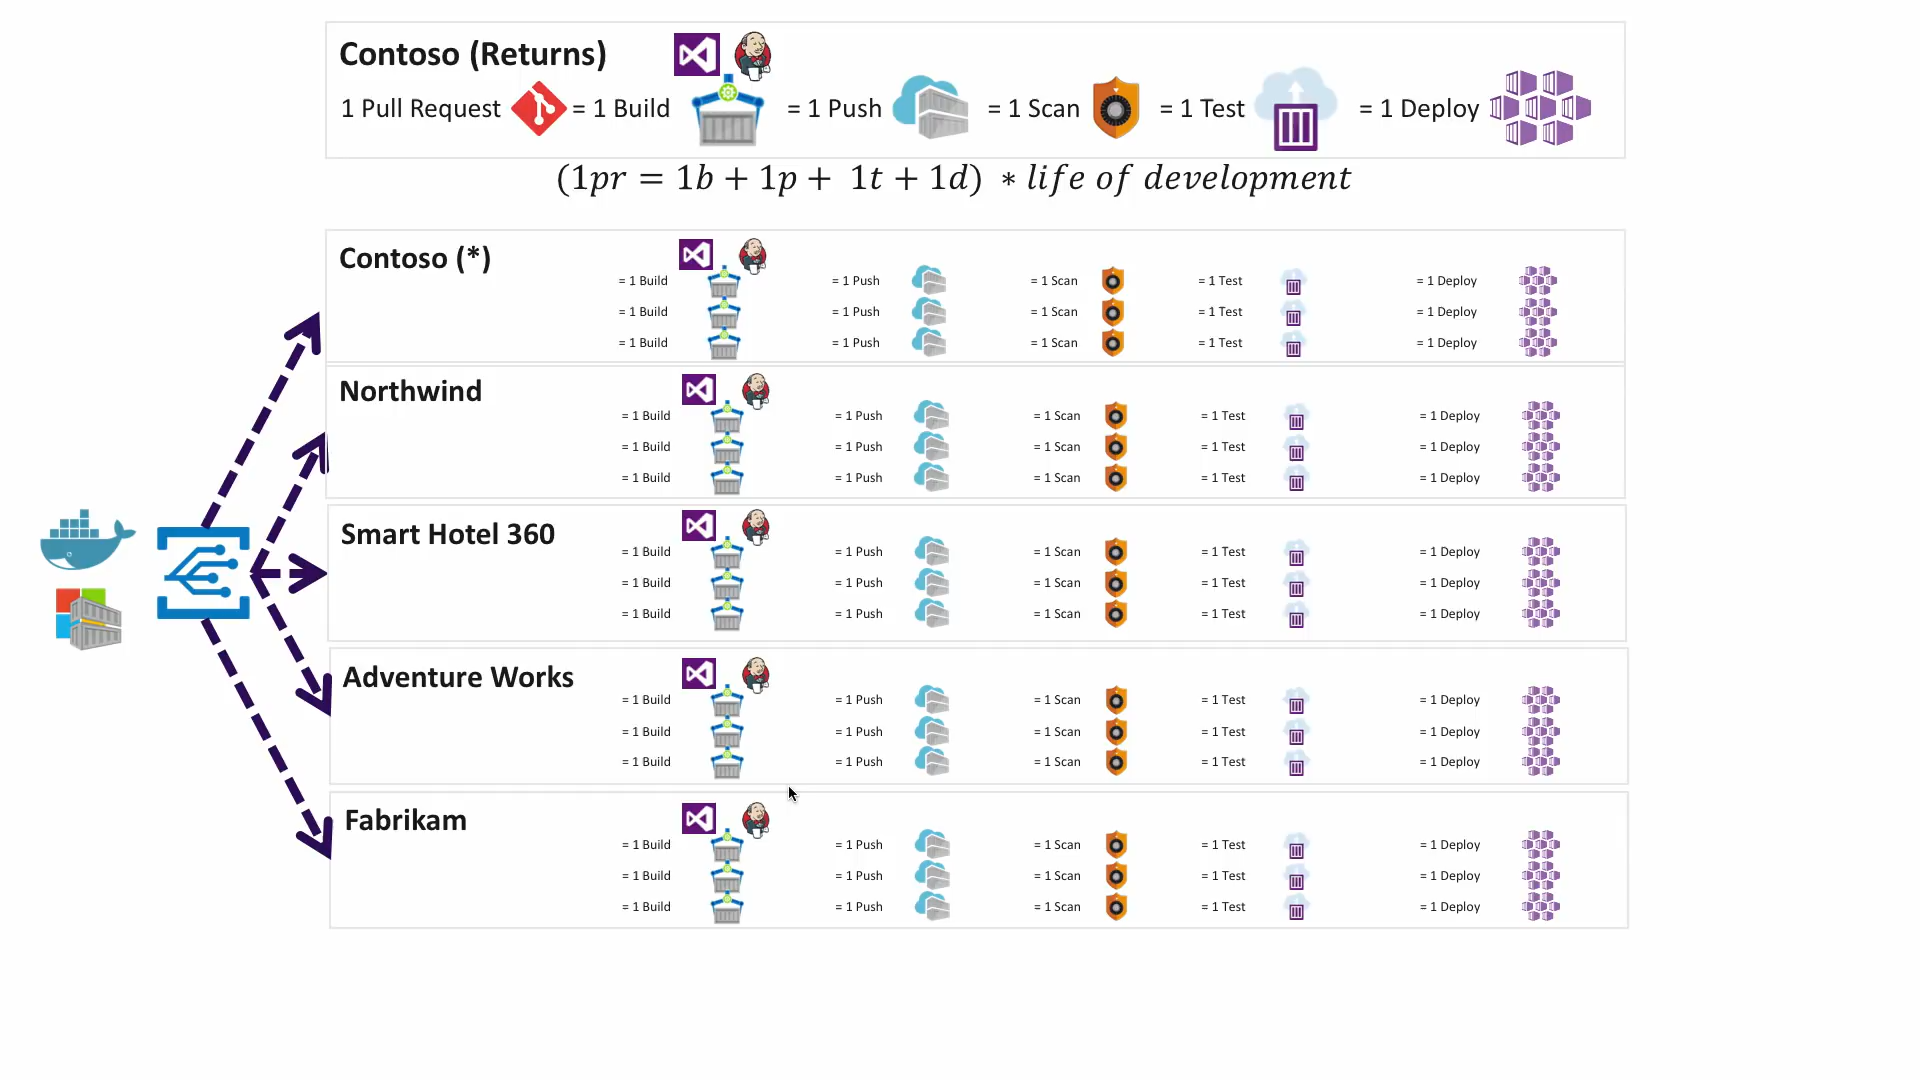 Contoso (Returns)
1 Pull Request = 1 Build = 1 Push = 1 Scan = 1 Test = 1 Deploy
(1pr = 1b + 1p + 1t + 1d) * life of development
Contoso (*)
= 1 Build = 1 Push = 1 Scan = 1 Test = 1 Deploy
= 1 Build = 1 Push = 1 Scan = 1 Test = 1 Deploy
= 1 Build = 1 Push = 1 Scan = 1 Test = 1 Deploy
Northwind
= 1 Build = 1 Push = 1 Scan = 1 Test = 1 Deploy
= 1 Build = 1 Push = 1 Scan = 1 Test = 1 Deploy
= 1 Build = 1 Push = 1 Scan = 1 Test = 1 Deploy
Smart Hotel 360
= 1 Build = 1 Push = 1 Scan = 1 Test = 1 Deploy
= 1 Build = 1 Push = 1 Scan = 1 Test = 1 Deploy
= 1 Build = 1 Push = 1 Scan = 1 Test = 1 Deploy
Adventure Works
= 1 Build = 1 Push = 1 Scan = 1 Test = 1 Deploy
= 1 Build = 1 Push = 1 Scan = 1 Test = 1 Deploy
= 1 Build = 1 Push = 1 Scan = 1 Test = 1 Deploy
Fabrikam
= 1 Build = 1 Push = 1 Scan = 1 Test = 1 Deploy
= 1 Build = 1 Push = 1 Scan = 1 Test = 1 Deploy
= 1 Build = 1 Push = 1 Scan = 1 Test = 1 Deploy